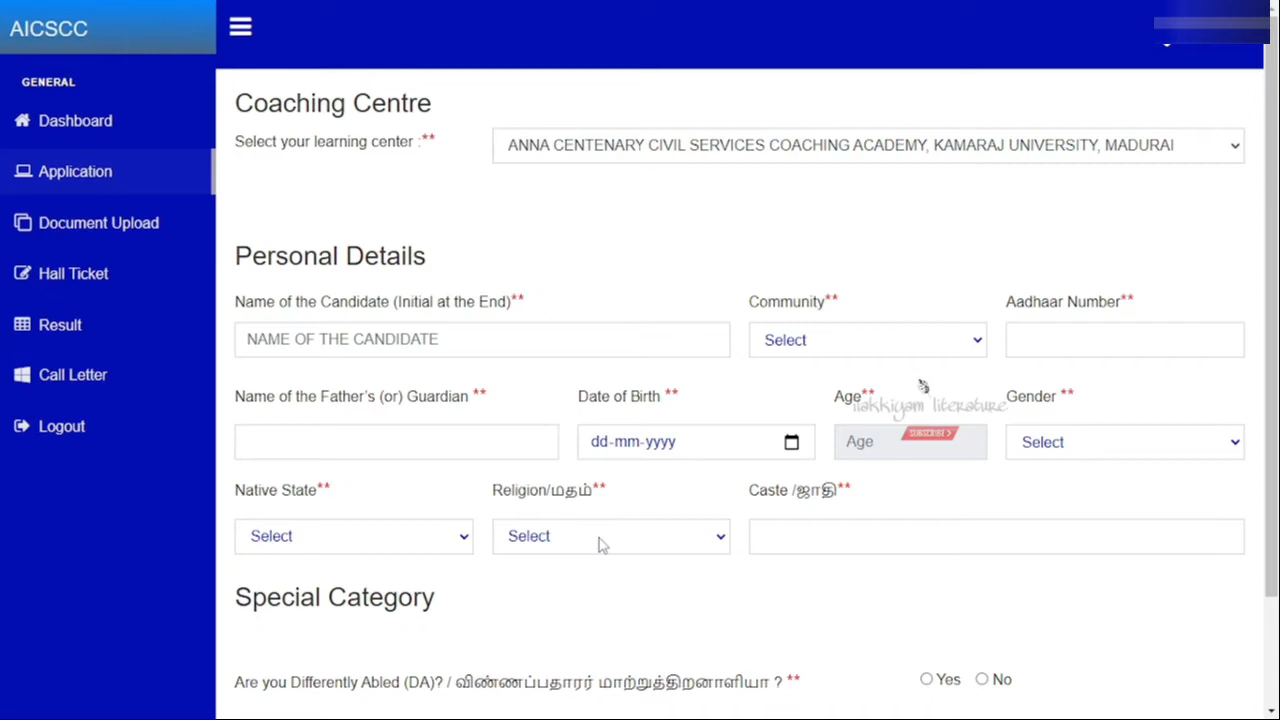 AICSCC
GENERAL
Dashboard
Application
Document Upload
Hall Ticket
Result
Call Letter
Logout
Coaching Centre
Select your learning center :**
ANNA CENTENARY CIVIL SERVICES COACHING ACADEMY, KAMARAJ UNIVERSITY, MADURAI
Personal Details
Name of the Candidate (Initial at the End)** Community** Aadhaar Number**
NAME OF THE CANDIDATE Select
Name of the Father's (or) Guardian ** Date of Birth ** Age** Gender **
ilakkiyam literature
SUBSCRIBE >
dd-mm-yyyy Age Select
Native State** Religion/மதம்** Caste /ஜாதி**
Select Select
Special Category
Are you Differently Abled (DA)? / விண்ணப்பதாரர் மாற்றுத்திறனாளியா ? ** Yes No